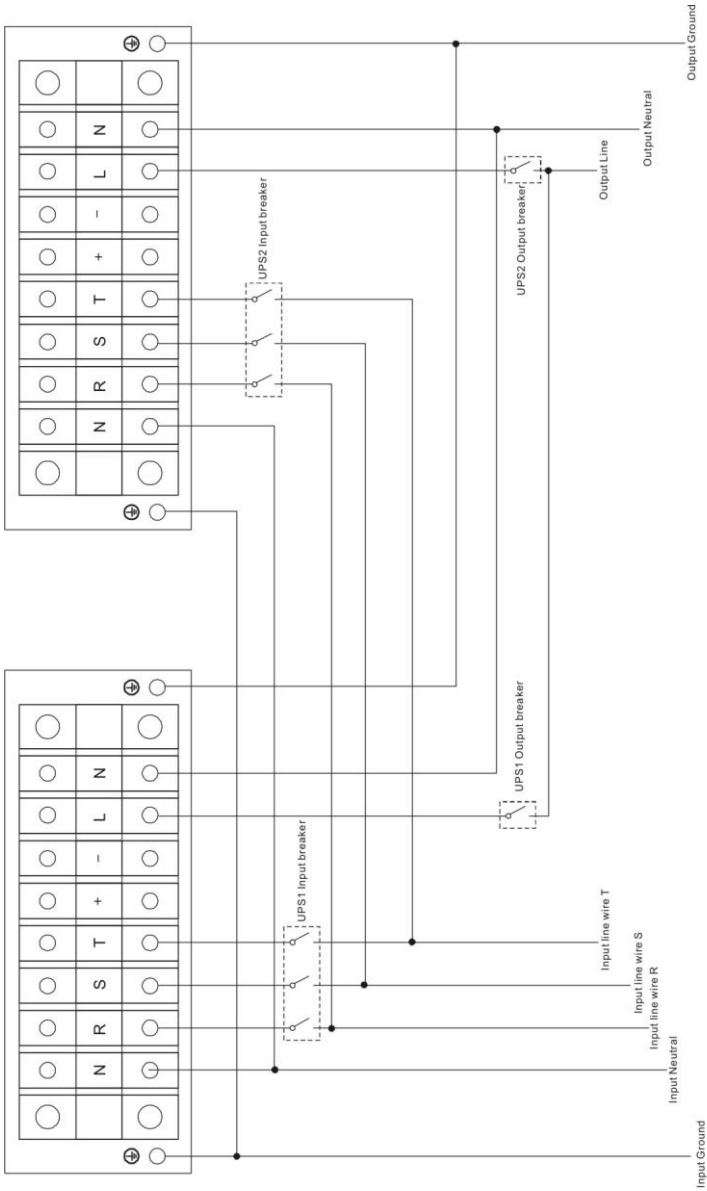 N
R
S
T
+
−
L
N
UPS1 Input breaker
UPS1 Output breaker
N
R
S
T
+
−
L
N
UPS2 Input breaker
UPS2 Output breaker
Input Ground
Input Neutral
Input line wire R
Input line wire S
Input line wire T
Output Line
Output Neutral
Output Ground